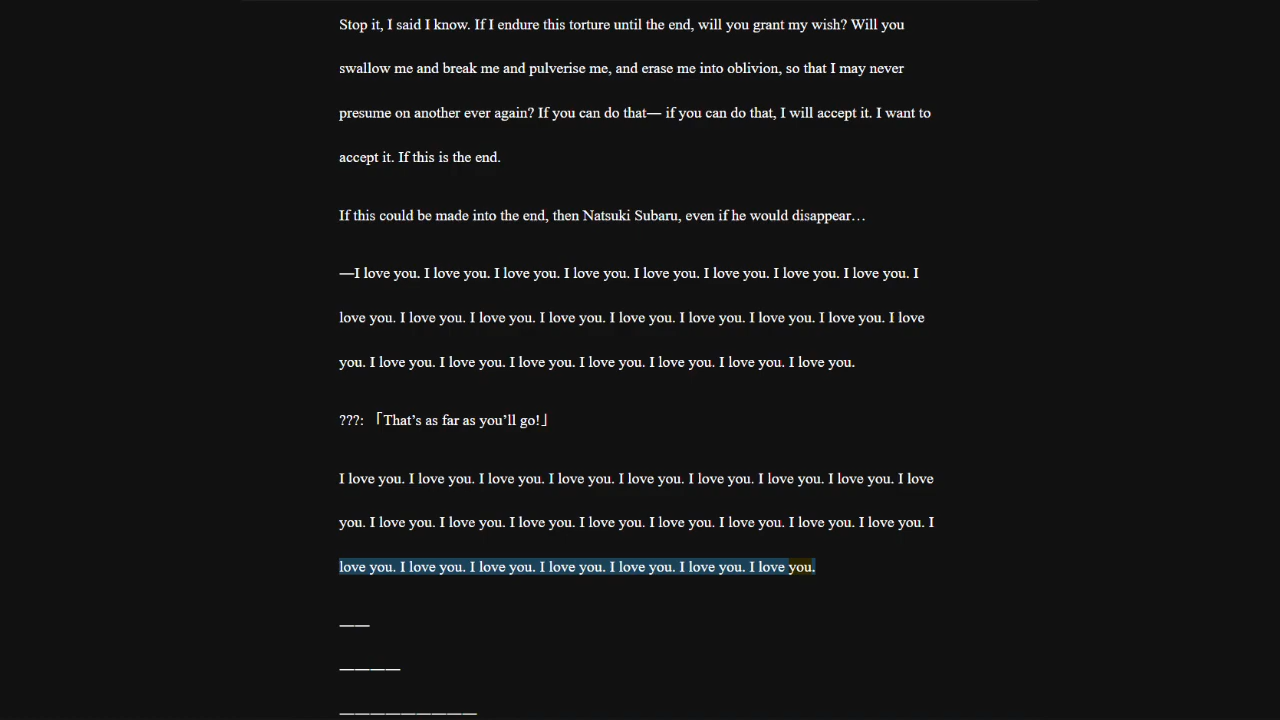 Stop it, I said I know. If I endure this torture until the end, will you grant my wish? Will you
swallow me and break me and pulverise me, and erase me into oblivion, so that I may never
presume on another ever again? If you can do that— if you can do that, I will accept it. I want to
accept it. If this is the end.
If this could be made into the end, then Natsuki Subaru, even if he would disappear…
—I love you. I love you. I love you. I love you. I love you. I love you. I love you. I love you. I
love you. I love you. I love you. I love you. I love you. I love you. I love you. I love you. I love
you. I love you. I love you. I love you. I love you. I love you. I love you. I love you.
???: 「That’s as far as you’ll go!」
I love you. I love you. I love you. I love you. I love you. I love you. I love you. I love you. I love
you. I love you. I love you. I love you. I love you. I love you. I love you. I love you. I love you. I
love you. I love you. I love you. I love you. I love you. I love you. I love you.
——
————
—————————